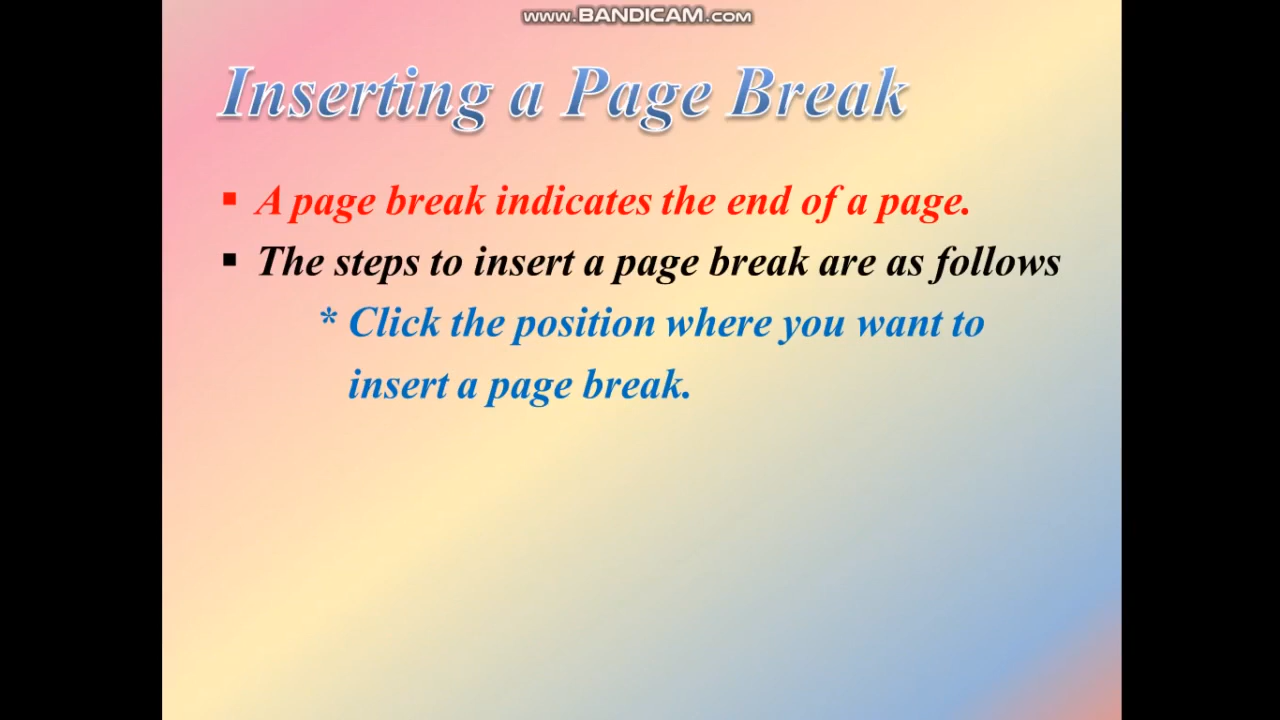 www.BANDICAM.com
Inserting a Page Break
▪ A page break indicates the end of a page.
▪ The steps to insert a page break are as follows
* Click the position where you want to
insert a page break.